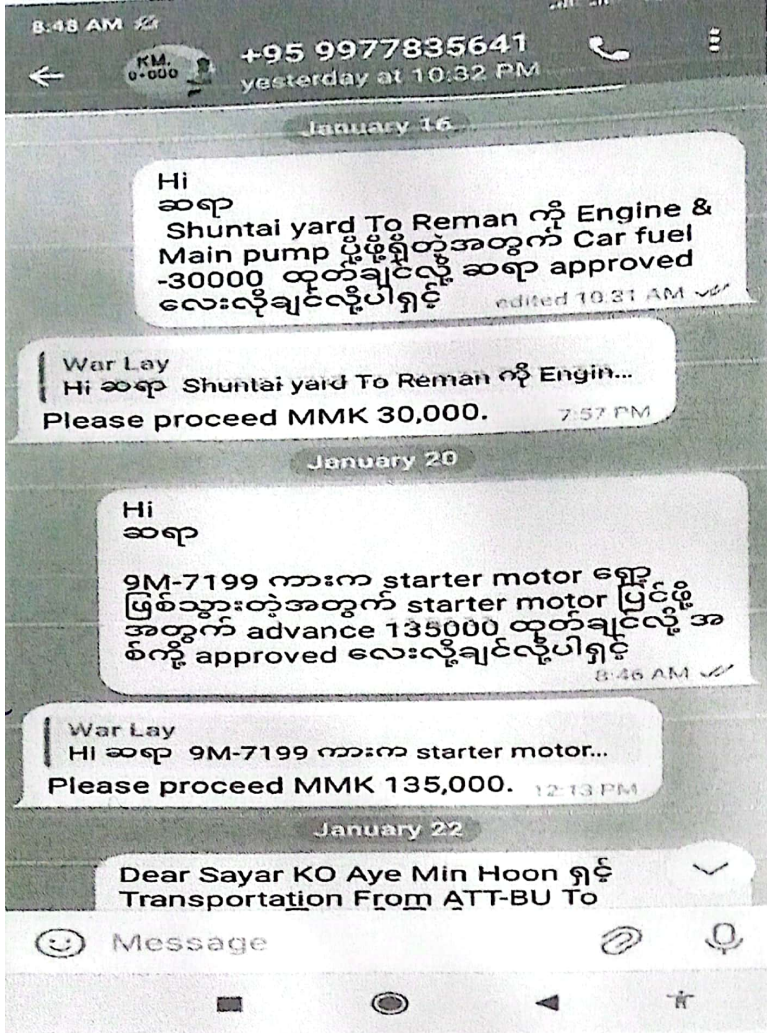 8:48 AM
KM.
0+000
+95 9977835641
yesterday at 10:32 PM
January 16
Hi
ဆရာ
Shuntai yard To Reman ကို Engine &
Main pump ပို့ဖို့ရှိတဲ့အတွက် Car fuel
-30000 ထုတ်ချင်လို့ ဆရာ approved
လေးလိုချင်လို့ပါရှင့်
edited 10:31 AM
War Lay
Hi ဆရာ Shuntai yard To Reman ကို Engin...
Please proceed MMK 30,000.
7:57 PM
January 20
Hi
ဆရာ
9M-7199 ကားက starter motor လျှော့
ဖြစ်သွားတဲ့အတွက် starter motor ပြင်ဖို့
အတွက် advance 135000 ထုတ်ချင်လို့ အ
စ်ကို့ approved လေးလို့ချင်လို့ပါရှင့်
8:46 AM
War Lay
Hi ဆရာ 9M-7199 ကားက starter motor...
Please proceed MMK 135,000.
12:13 PM
January 22
Dear Sayar KO Aye Min Hoon ရှင့်
Transportation From ATT-BU To
Message